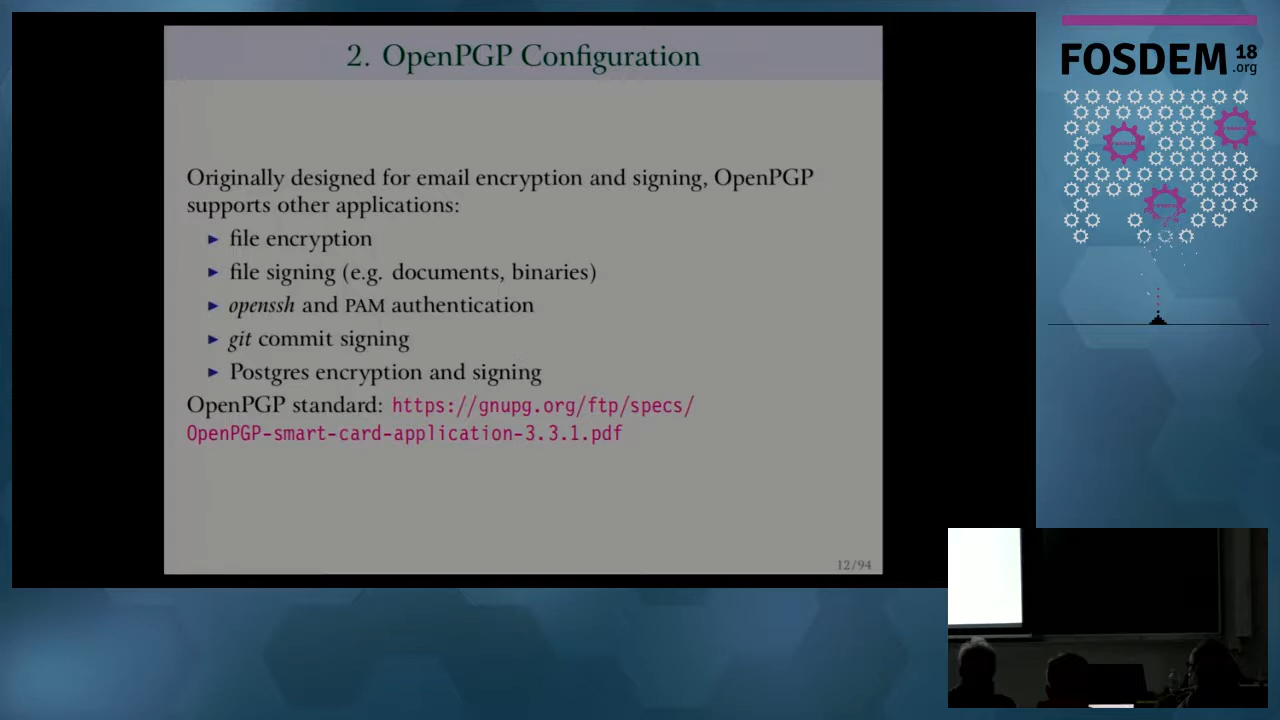 2. OpenPGP Configuration
Originally designed for email encryption and signing, OpenPGP
supports other applications:
▶ file encryption
▶ file signing (e.g. documents, binaries)
▶ openssh and PAM authentication
▶ git commit signing
▶ Postgres encryption and signing
OpenPGP standard: https://gnupg.org/ftp/specs/
OpenPGP-smart-card-application-3.3.1.pdf
12/94
FOSDEM 18
.org